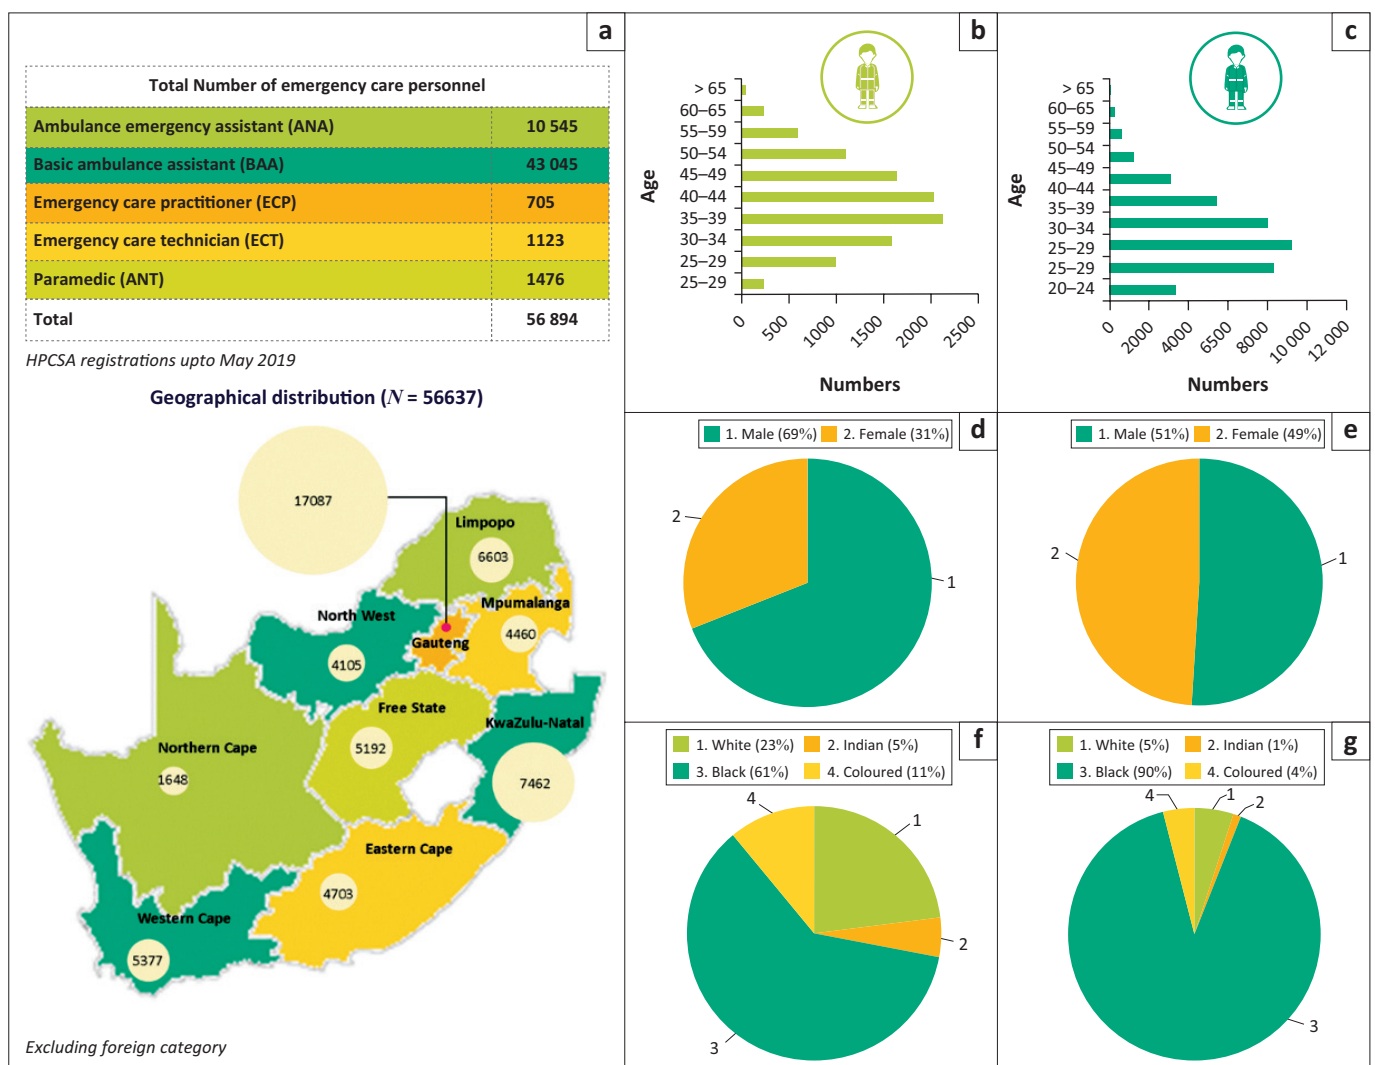 a
Total Number of emergency care personnel
Ambulance emergency assistant (ANA) 10 545
Basic ambulance assistant (BAA) 43 045
Emergency care practitioner (ECP) 705
Emergency care technician (ECT) 1123
Paramedic (ANT) 1476
Total 56 894
HPCSA registrations upto May 2019
Geographical distribution (N = 56637)
17087
Limpopo
6603
Mpumalanga
4460
North West
4105
Gauteng
Free State
5192
KwaZulu-Natal
7462
Northern Cape
1648
Eastern Cape
4703
Western Cape
5377
Excluding foreign category
b
Age
> 65
60–65
55–59
50–54
45–49
40–44
35–39
30–34
25–29
25–29
0 500 1000 1500 2000 2500
Numbers
c
Age
> 65
60–65
55–59
50–54
45–49
40–44
35–39
30–34
25–29
25–29
20–24
0 2000 4000 6500 8000 10 000 12 000
Numbers
d
1. Male (69%) 2. Female (31%)
2
1
e
1. Male (51%) 2. Female (49%)
2
1
f
1. White (23%) 2. Indian (5%)
3. Black (61%) 4. Coloured (11%)
4
1
2
3
g
1. White (5%) 2. Indian (1%)
3. Black (90%) 4. Coloured (4%)
4
1
2
3